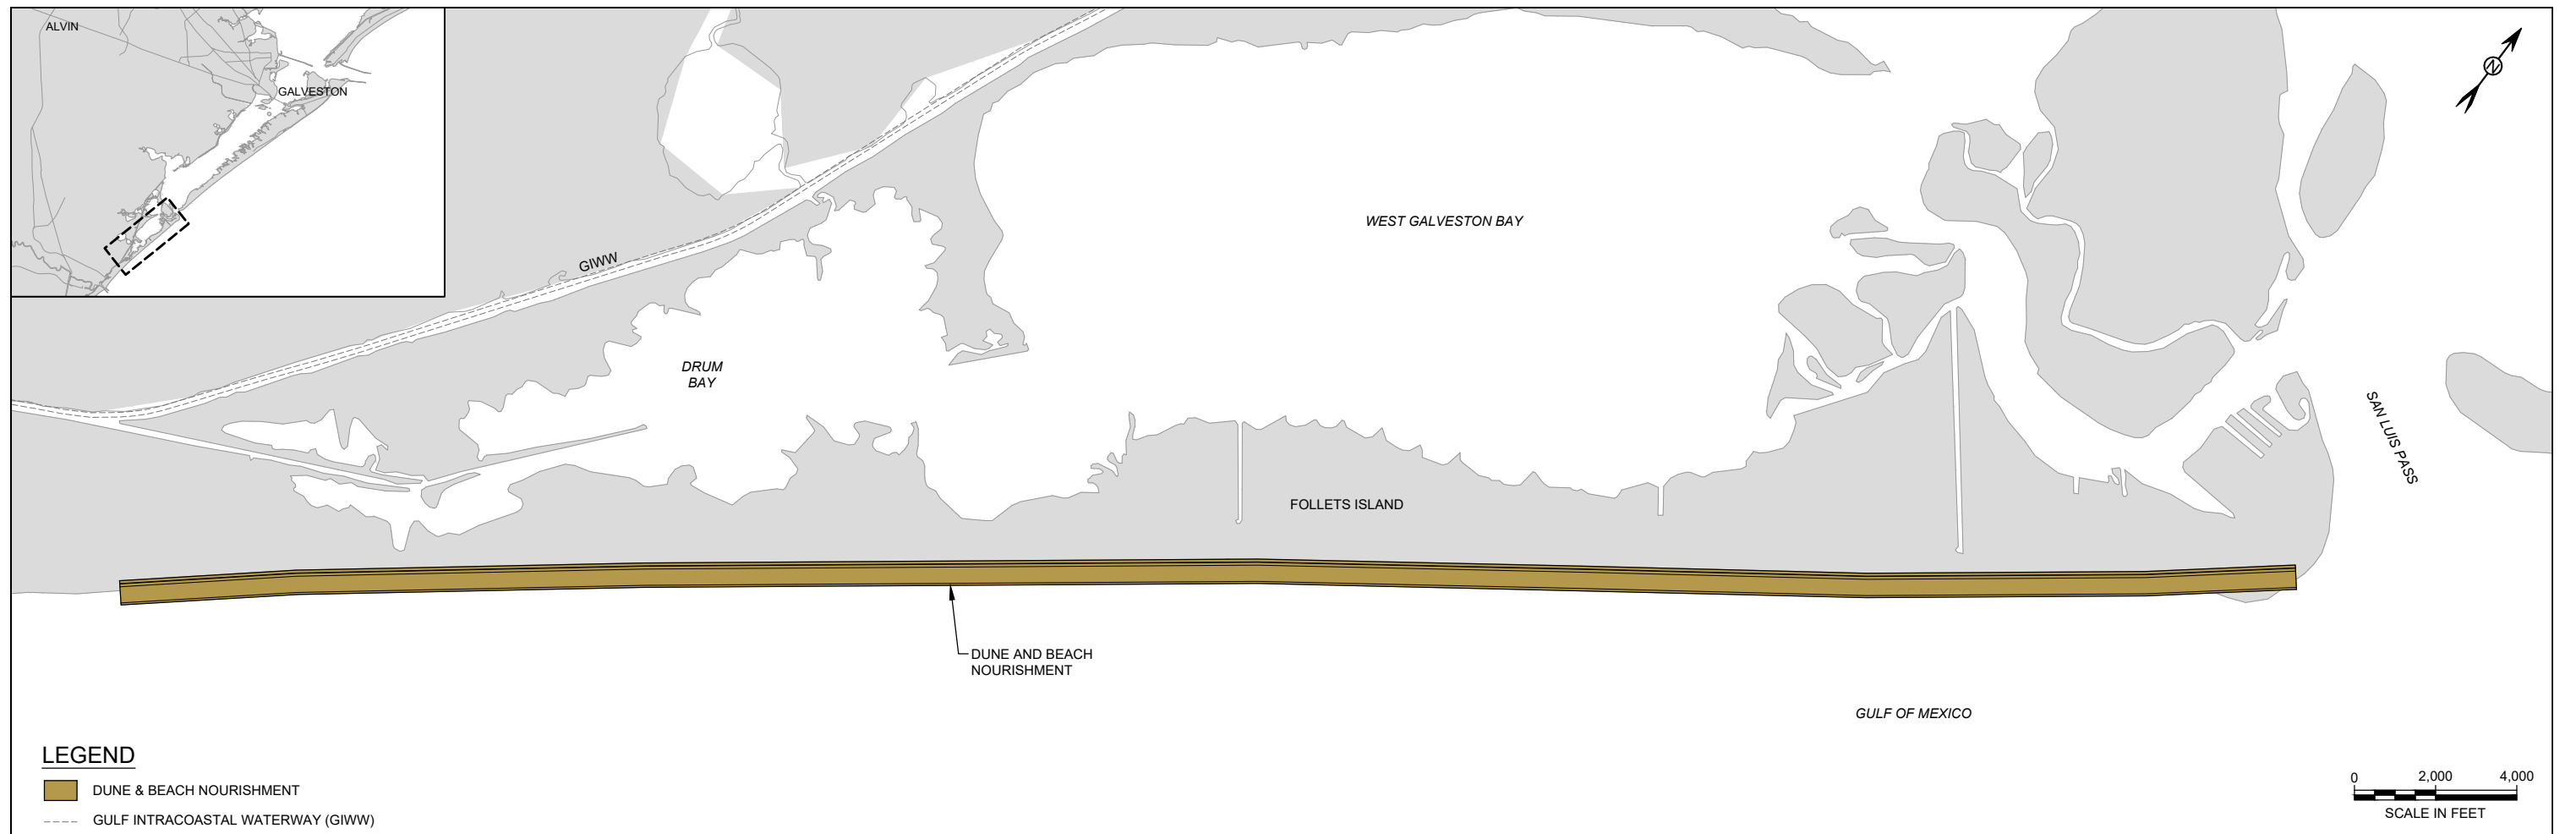 ALVIN
GALVESTON
N
WEST GALVESTON BAY
GIWW
DRUM
BAY
SAN LUIS PASS
FOLLETS ISLAND
DUNE AND BEACH
NOURISHMENT
GULF OF MEXICO
LEGEND
DUNE & BEACH NOURISHMENT
GULF INTRACOASTAL WATERWAY (GIWW)
0 2,000 4,000
SCALE IN FEET